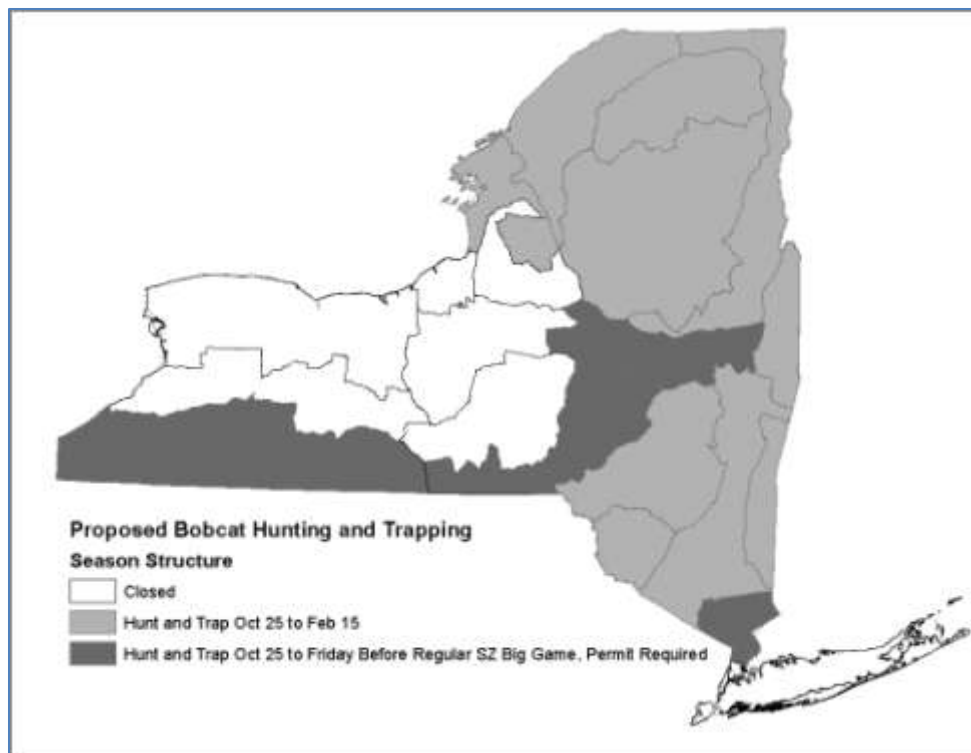 Proposed Bobcat Hunting and Trapping
Season Structure
Closed
Hunt and Trap Oct 25 to Feb 15
Hunt and Trap Oct 25 to Friday Before Regular SZ Big Game, Permit Required